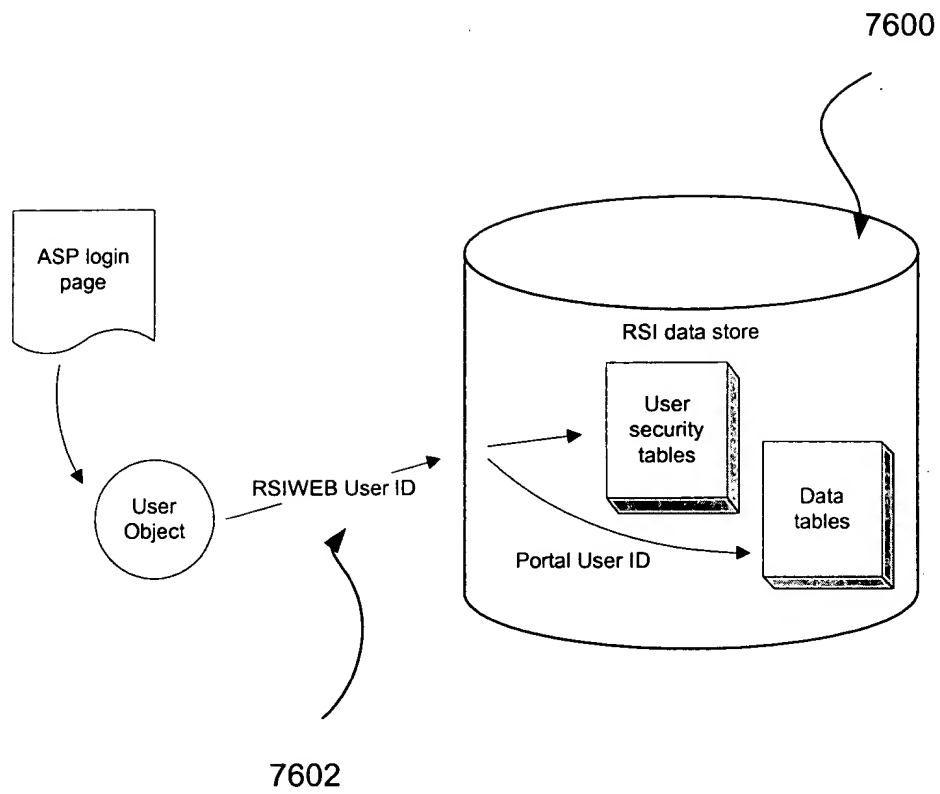 7600
ASP login
page
RSI data store
User
security
tables
RSIWEB User ID
User
Object
Data
tables
Portal User ID
7602